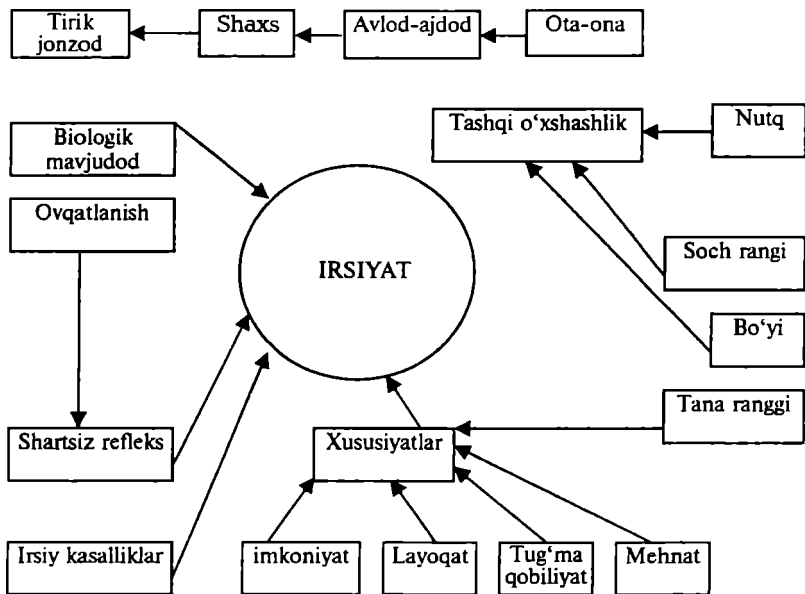 Tirik
jonzod
Shaxs
Avlod-ajdod
Ota-ona
Biologik
mavjudod
Tashqi o‘xshashlik
Nutq
Ovqatlanish
Soch rangi
IRSIYAT
Bo‘yi
Tana ranggi
Shartsiz refleks
Xususiyatlar
Irsiy kasalliklar
imkoniyat
Layoqat
Tug‘ma
qobiliyat
Mehnat